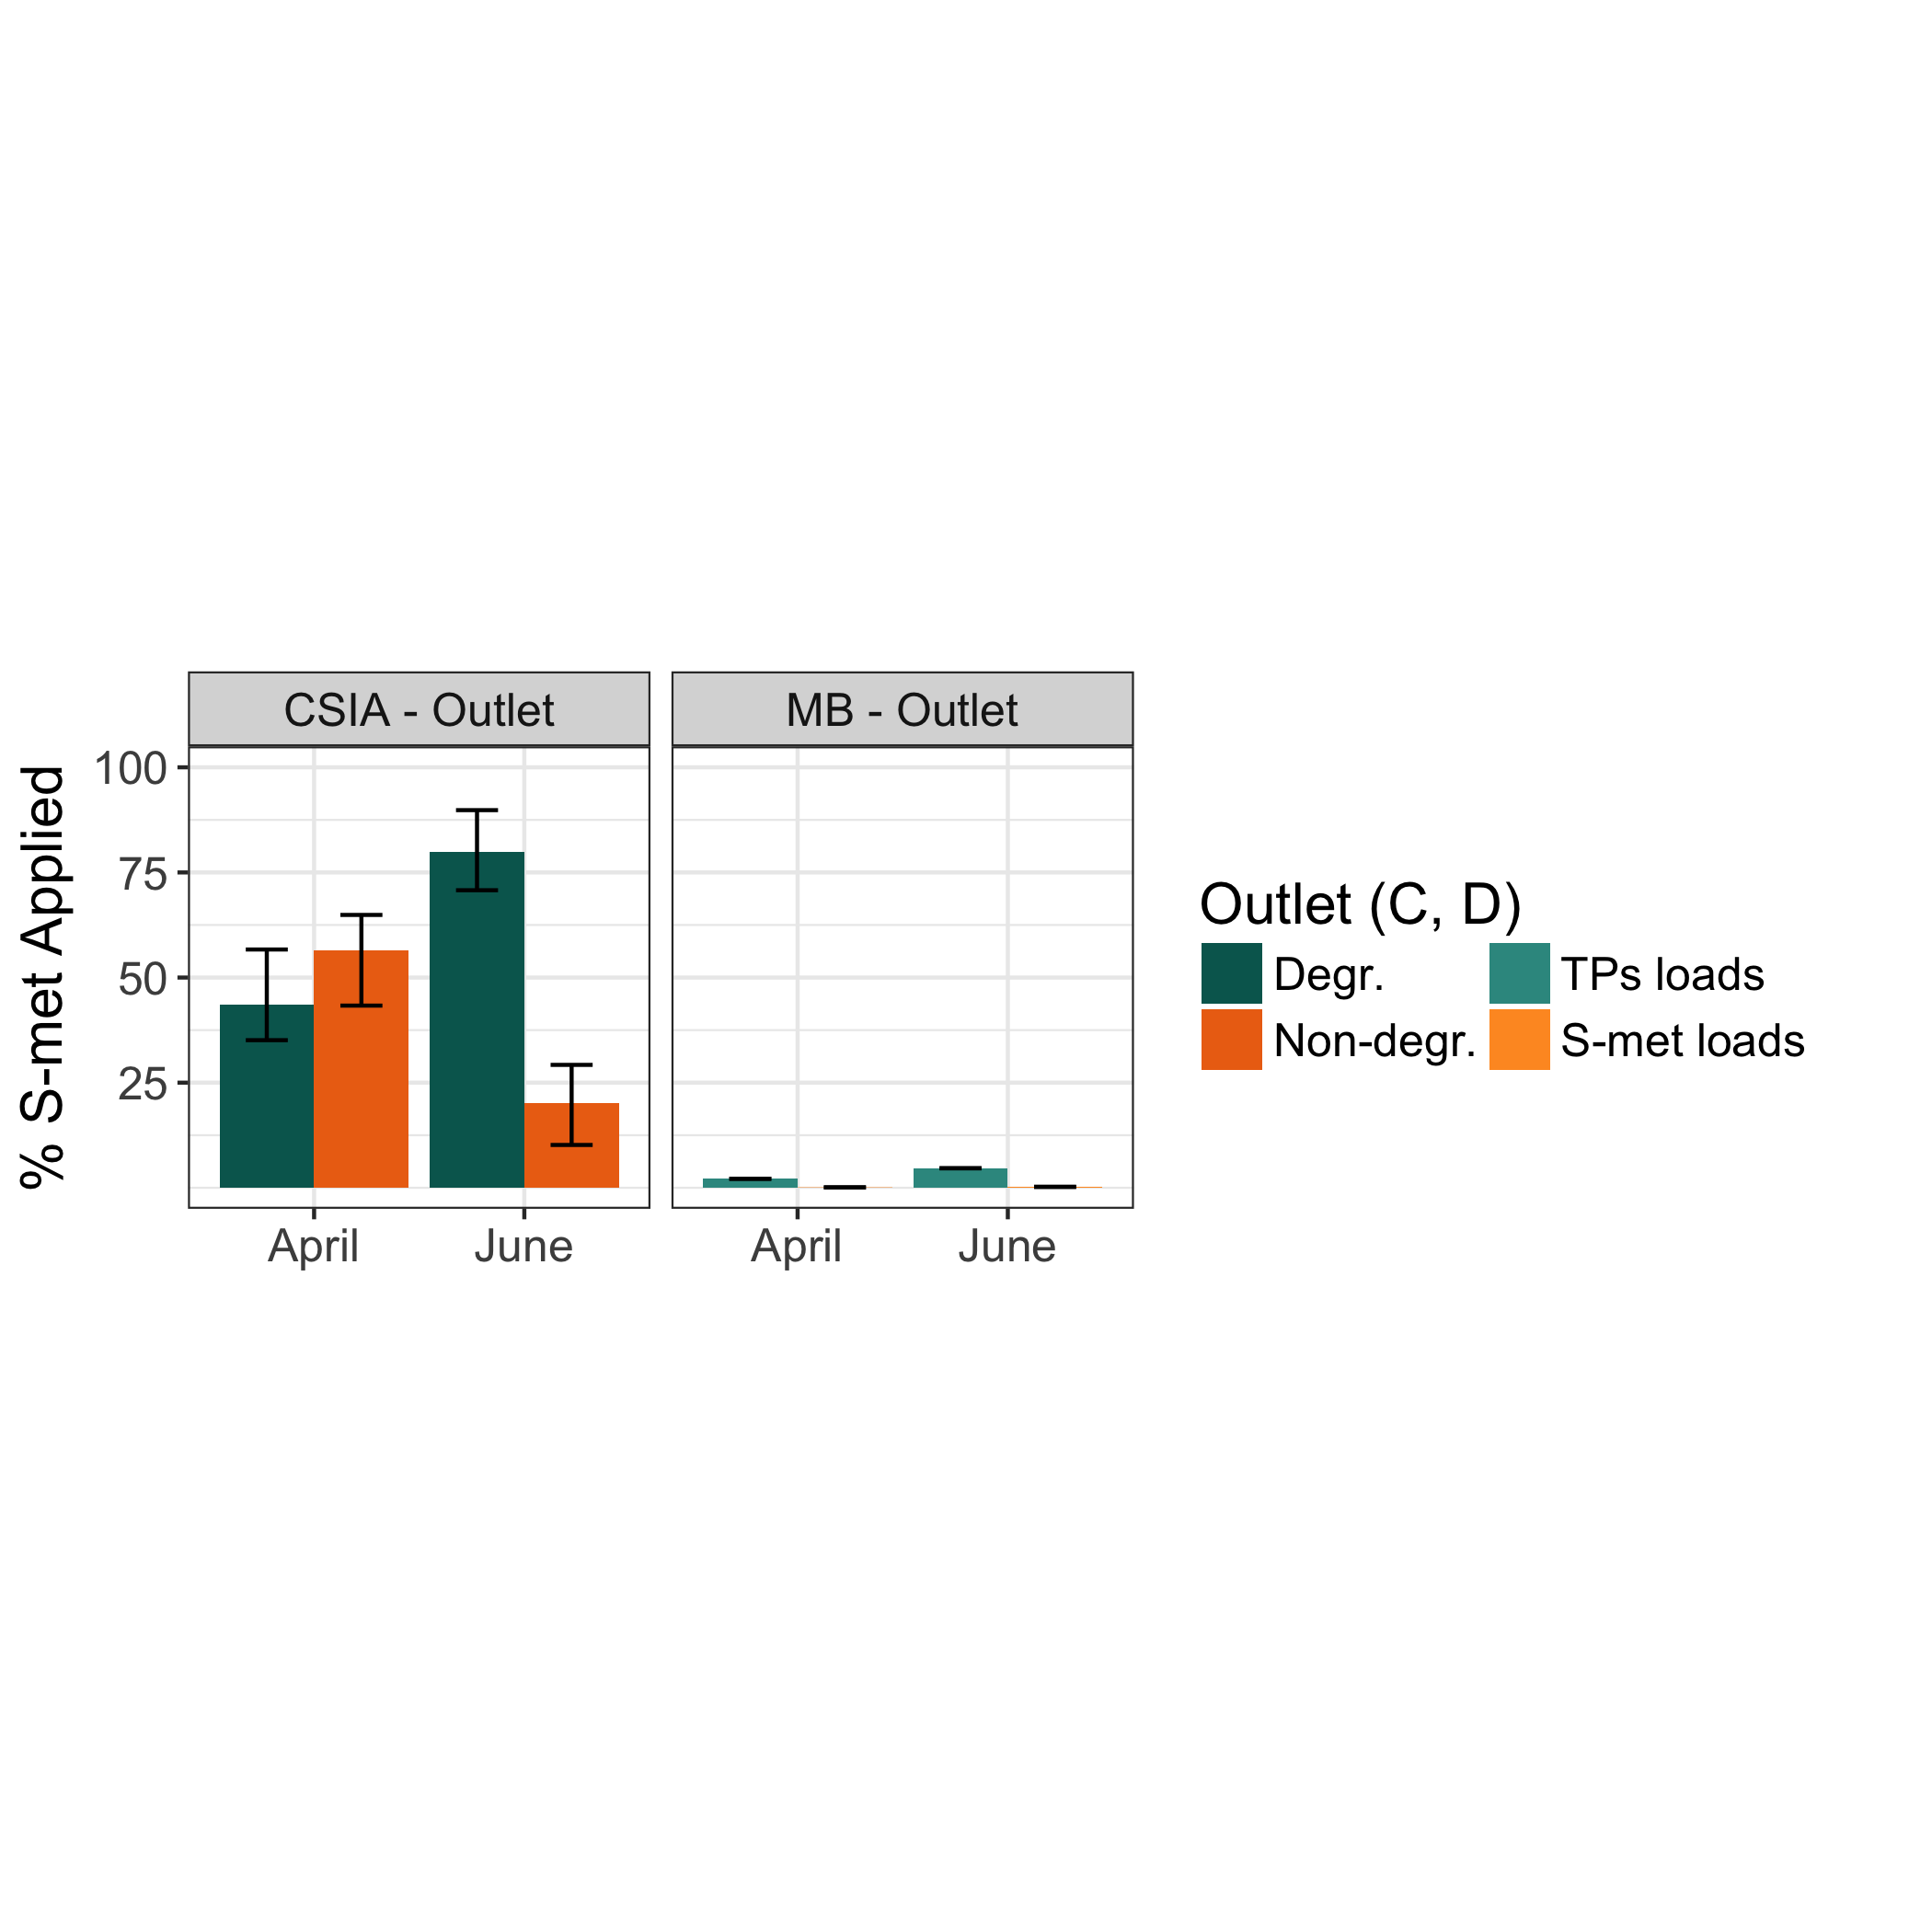 CSIA - Outlet
MB - Outlet
% S-met Applied
100
75
50
25
April
June
April
June
Outlet (C, D)
Degr.
TPs loads
Non-degr.
S-met loads